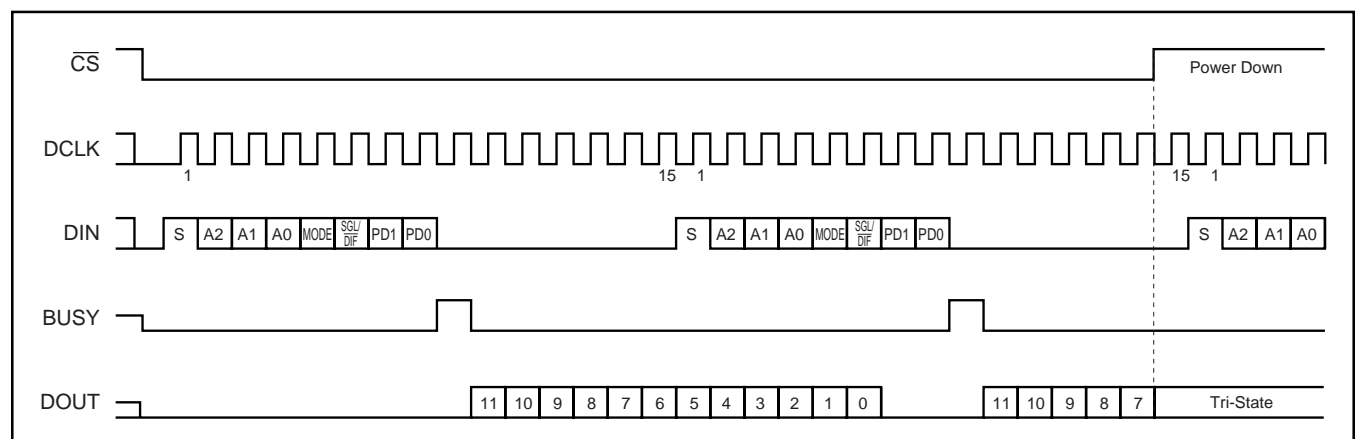 CS Power Down
DCLK
1 15 1 15 1
DIN S A2 A1 A0 MODE SGL/DIF PD1 PD0 S A2 A1 A0 MODE SGL/DIF PD1 PD0 S A2 A1 A0
BUSY
DOUT 11 10 9 8 7 6 5 4 3 2 1 0 11 10 9 8 7 Tri-State